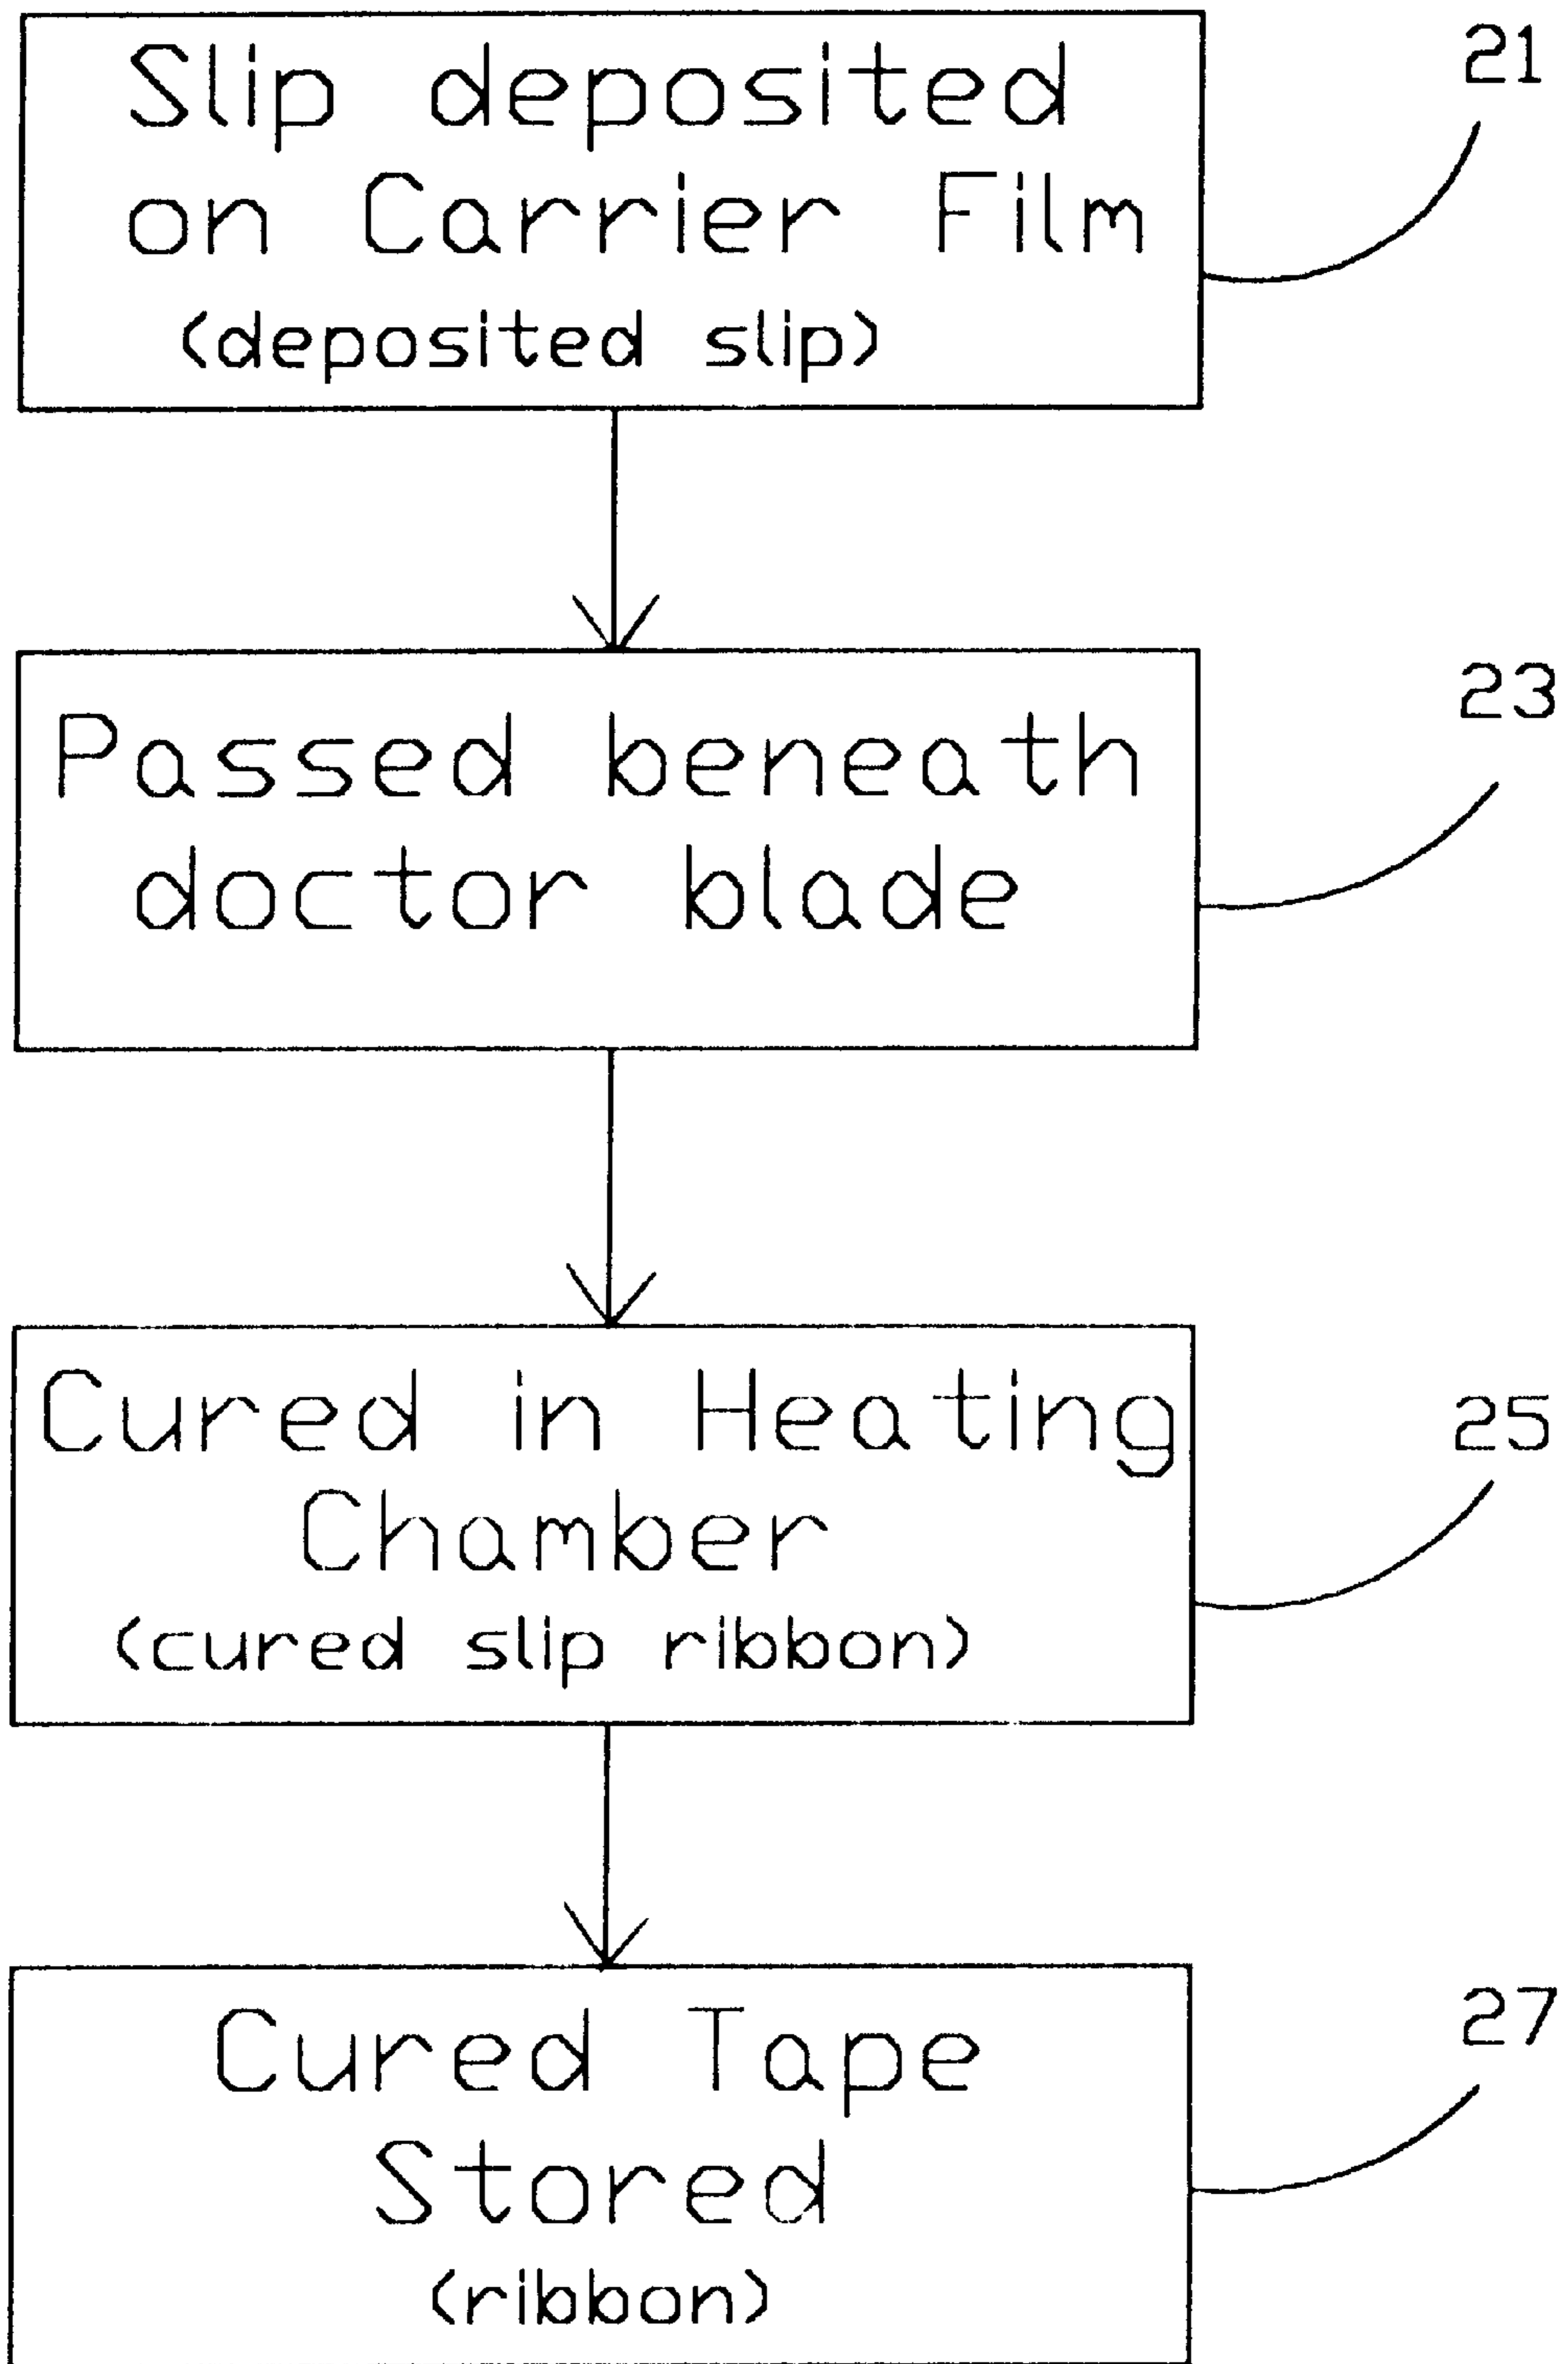 Slip deposited
on Carrier Film
(deposited slip)
21
Passed beneath
doctor blade
23
Cured in Heating
Chamber
(cured slip ribbon)
25
Cured Tape
Stored
(ribbon)
27